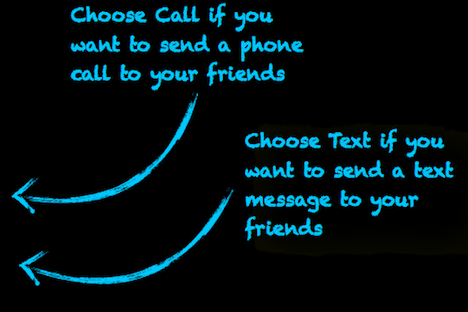 Choose Call if you
want to send a phone
call to your friends
Choose Text if you
want to send a text
message to your
friends